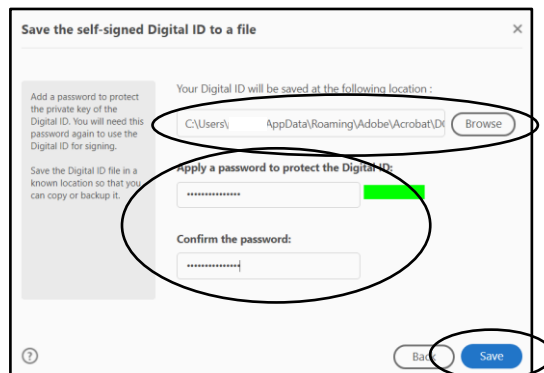 Save the self-signed Digital ID to a file
Add a password to protect
the private key of the
Digital ID. You will need this
password again to use the
Digital ID for signing.
Save the Digital ID file in a
known location so that you
can copy or backup it.
Your Digital ID will be saved at the following location :
C:\Users\ AppData\Roaming\Adobe\Acrobat\DC
Browse
Apply a password to protect the Digital ID:
•••••••••••••••
Confirm the password:
•••••••••••••••
Back
Save